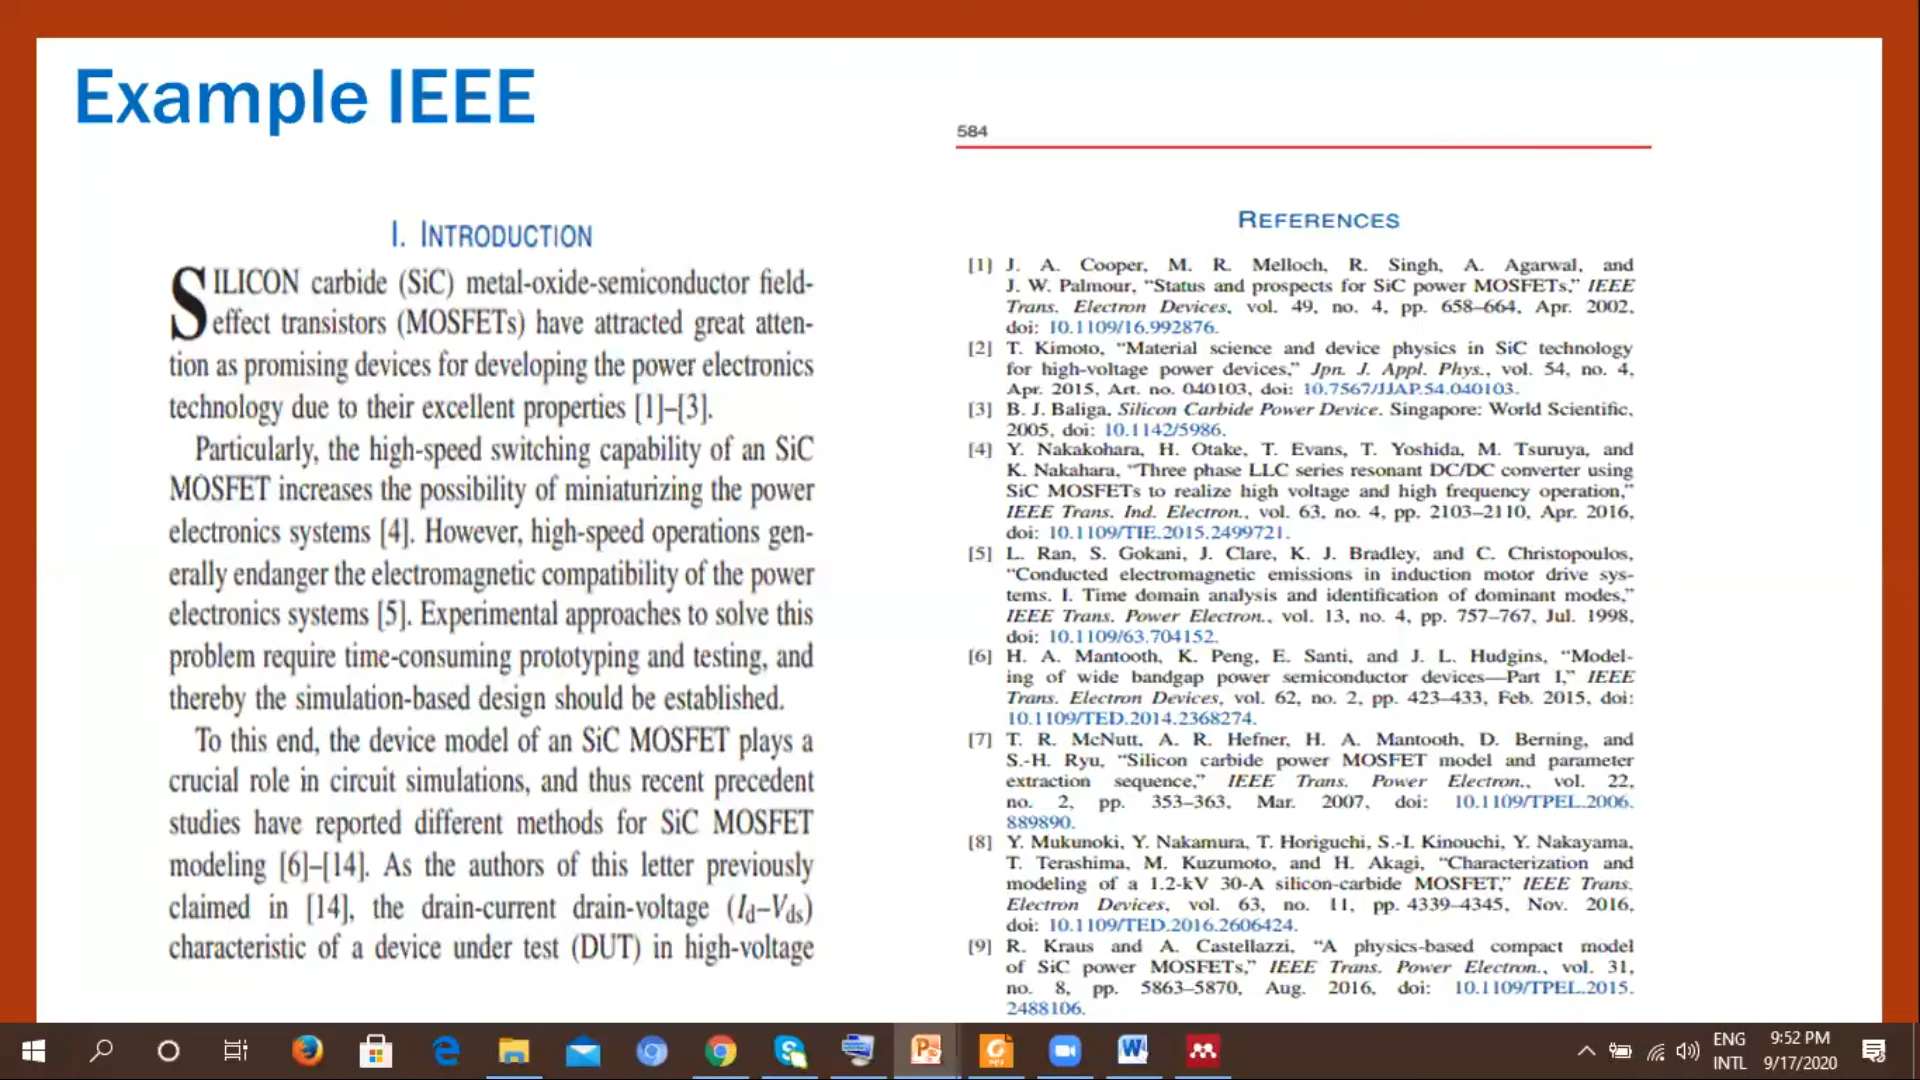 Example IEEE
I. INTRODUCTION
SILICON carbide (SiC) metal-oxide-semiconductor field-
effect transistors (MOSFETs) have attracted great atten-
tion as promising devices for developing the power electronics
technology due to their excellent properties [1]–[3].
Particularly, the high-speed switching capability of an SiC
MOSFET increases the possibility of miniaturizing the power
electronics systems [4]. However, high-speed operations gen-
erally endanger the electromagnetic compatibility of the power
electronics systems [5]. Experimental approaches to solve this
problem require time-consuming prototyping and testing, and
thereby the simulation-based design should be established.
To this end, the device model of an SiC MOSFET plays a
crucial role in circuit simulations, and thus recent precedent
studies have reported different methods for SiC MOSFET
modeling [6]–[14]. As the authors of this letter previously
claimed in [14], the drain-current drain-voltage (Id–Vds)
characteristic of a device under test (DUT) in high-voltage
584
REFERENCES
[1] J. A. Cooper, M. R. Melloch, R. Singh, A. Agarwal, and
J. W. Palmour, “Status and prospects for SiC power MOSFETs,” IEEE
Trans. Electron Devices, vol. 49, no. 4, pp. 658–664, Apr. 2002,
doi: 10.1109/16.992876.
[2] T. Kimoto, “Material science and device physics in SiC technology
for high-voltage power devices,” Jpn. J. Appl. Phys., vol. 54, no. 4,
Apr. 2015, Art. no. 040103, doi: 10.7567/JJAP.54.040103.
[3] B. J. Baliga, Silicon Carbide Power Device. Singapore: World Scientific,
2005, doi: 10.1142/5986.
[4] Y. Nakakohara, H. Otake, T. Evans, T. Yoshida, M. Tsuruya, and
K. Nakahara, “Three phase LLC series resonant DC/DC converter using
SiC MOSFETs to realize high voltage and high frequency operation,”
IEEE Trans. Ind. Electron., vol. 63, no. 4, pp. 2103–2110, Apr. 2016,
doi: 10.1109/TIE.2015.2499721.
[5] L. Ran, S. Gokani, J. Clare, K. J. Bradley, and C. Christopoulos,
“Conducted electromagnetic emissions in induction motor drive sys-
tems. I. Time domain analysis and identification of dominant modes,”
IEEE Trans. Power Electron., vol. 13, no. 4, pp. 757–767, Jul. 1998,
doi: 10.1109/63.704152.
[6] H. A. Mantooth, K. Peng, E. Santi, and J. L. Hudgins, “Model-
ing of wide bandgap power semiconductor devices—Part I,” IEEE
Trans. Electron Devices, vol. 62, no. 2, pp. 423–433, Feb. 2015, doi:
10.1109/TED.2014.2368274.
[7] T. R. McNutt, A. R. Hefner, H. A. Mantooth, D. Berning, and
S.-H. Ryu, “Silicon carbide power MOSFET model and parameter
extraction sequence,” IEEE Trans. Power Electron., vol. 22,
no. 2, pp. 353–363, Mar. 2007, doi: 10.1109/TPEL.2006.
889890.
[8] Y. Mukunoki, Y. Nakamura, T. Horiguchi, S.-I. Kinouchi, Y. Nakayama,
T. Terashima, M. Kuzumoto, and H. Akagi, “Characterization and
modeling of a 1.2-kV 30-A silicon-carbide MOSFET,” IEEE Trans.
Electron Devices, vol. 63, no. 11, pp. 4339–4345, Nov. 2016,
doi: 10.1109/TED.2016.2606424.
[9] R. Kraus and A. Castellazzi, “A physics-based compact model
of SiC power MOSFETs,” IEEE Trans. Power Electron., vol. 31,
no. 8, pp. 5863–5870, Aug. 2016, doi: 10.1109/TPEL.2015.
2488106.
ENG
INTL
9:52 PM
9/17/2020